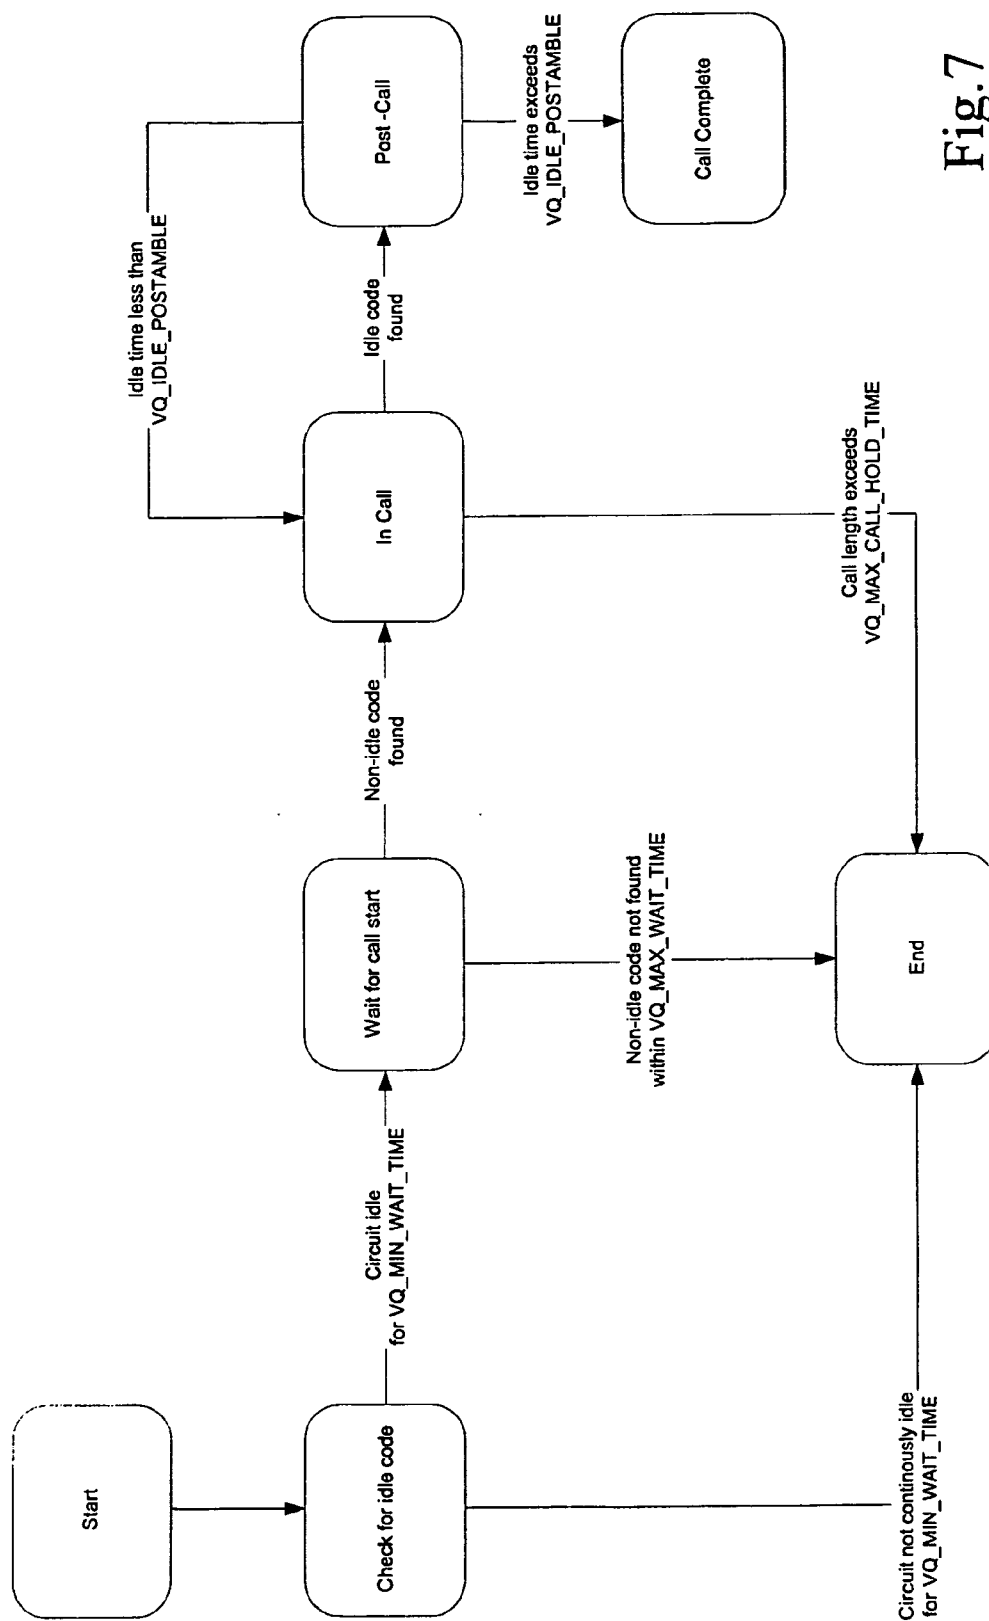 Start
Check for idle code
Circuit idle
for VQ_MIN_WAIT_TIME
Circuit not continously idle
for VQ_MIN_WAIT_TIME
Wait for call start
Non-idle code
found
Non-idle code not found
within VQ_MAX_WAIT_TIME
In Call
Idle code
found
Call length exceeds
VQ_MAX_CALL_HOLD_TIME
End
Idle time less than
VQ_IDLE_POSTAMBLE
Post -Call
Idle time exceeds
VQ_IDLE_POSTAMBLE
Call Complete
Fig.7